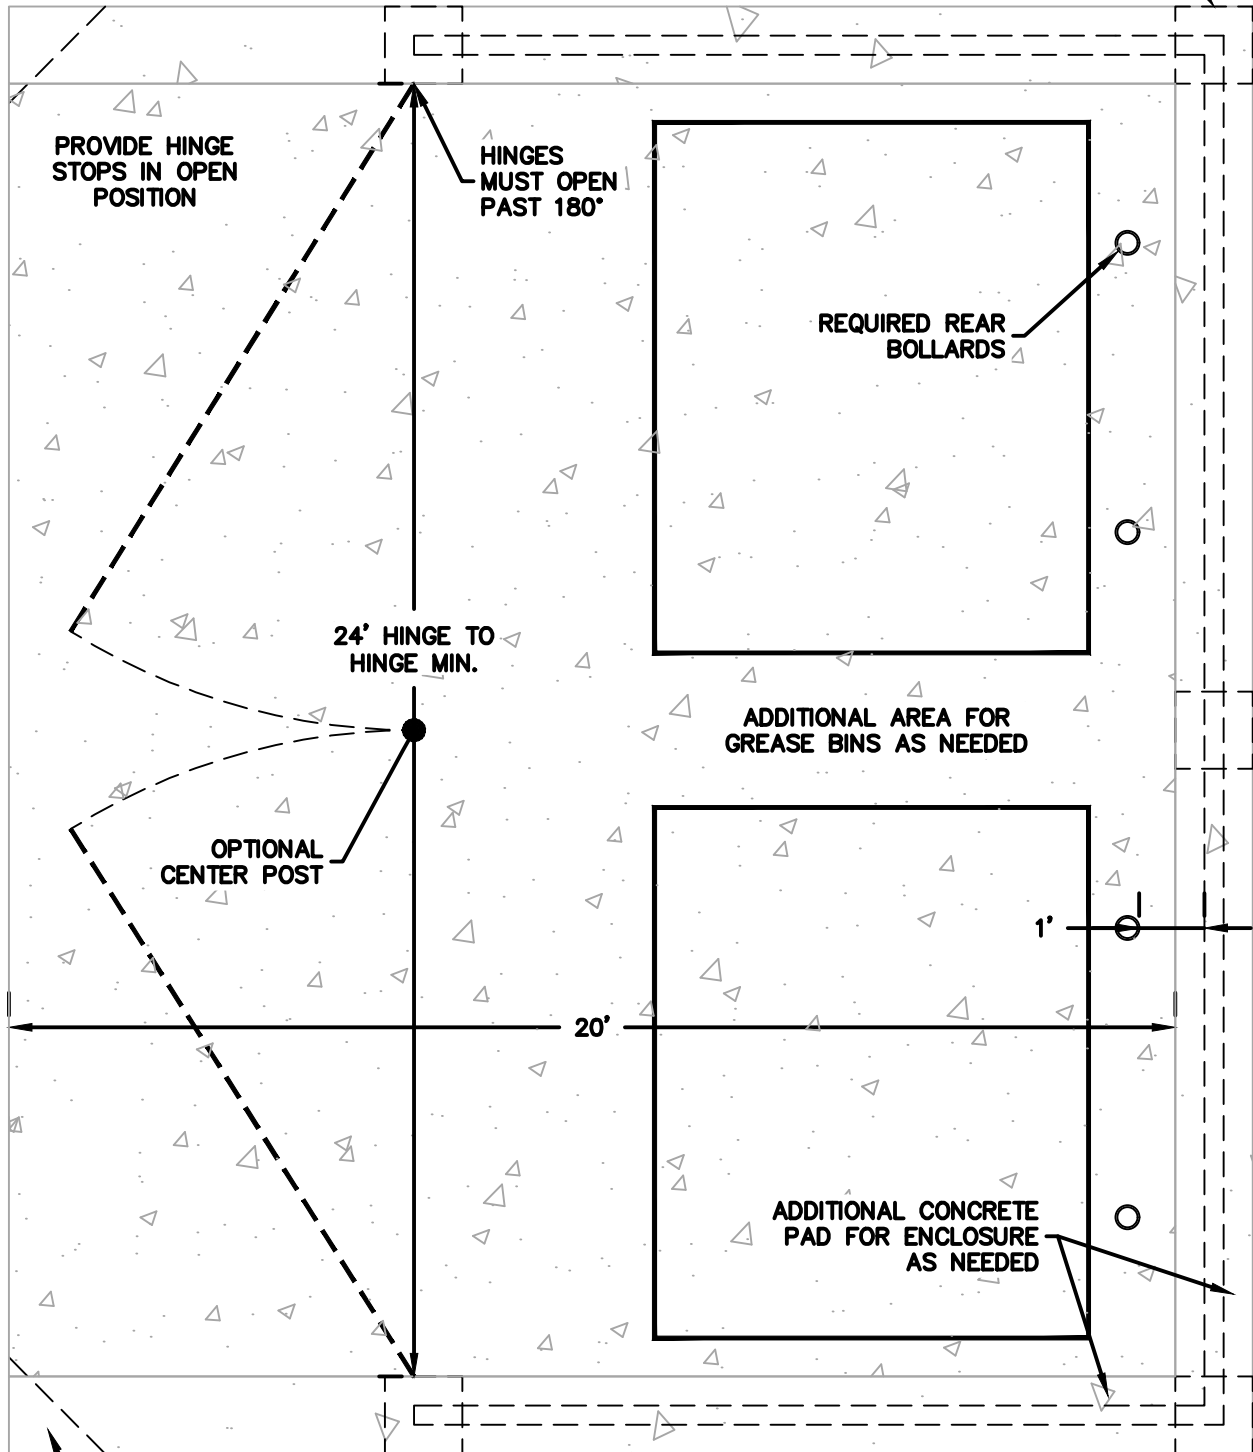 PROVIDE HINGE
STOPS IN OPEN
POSITION
HINGES
MUST OPEN
PAST 180°
REQUIRED REAR
BOLLARDS
24' HINGE TO
HINGE MIN.
ADDITIONAL AREA FOR
GREASE BINS AS NEEDED
OPTIONAL
CENTER POST
1'
20'
ADDITIONAL CONCRETE
PAD FOR ENCLOSURE
AS NEEDED